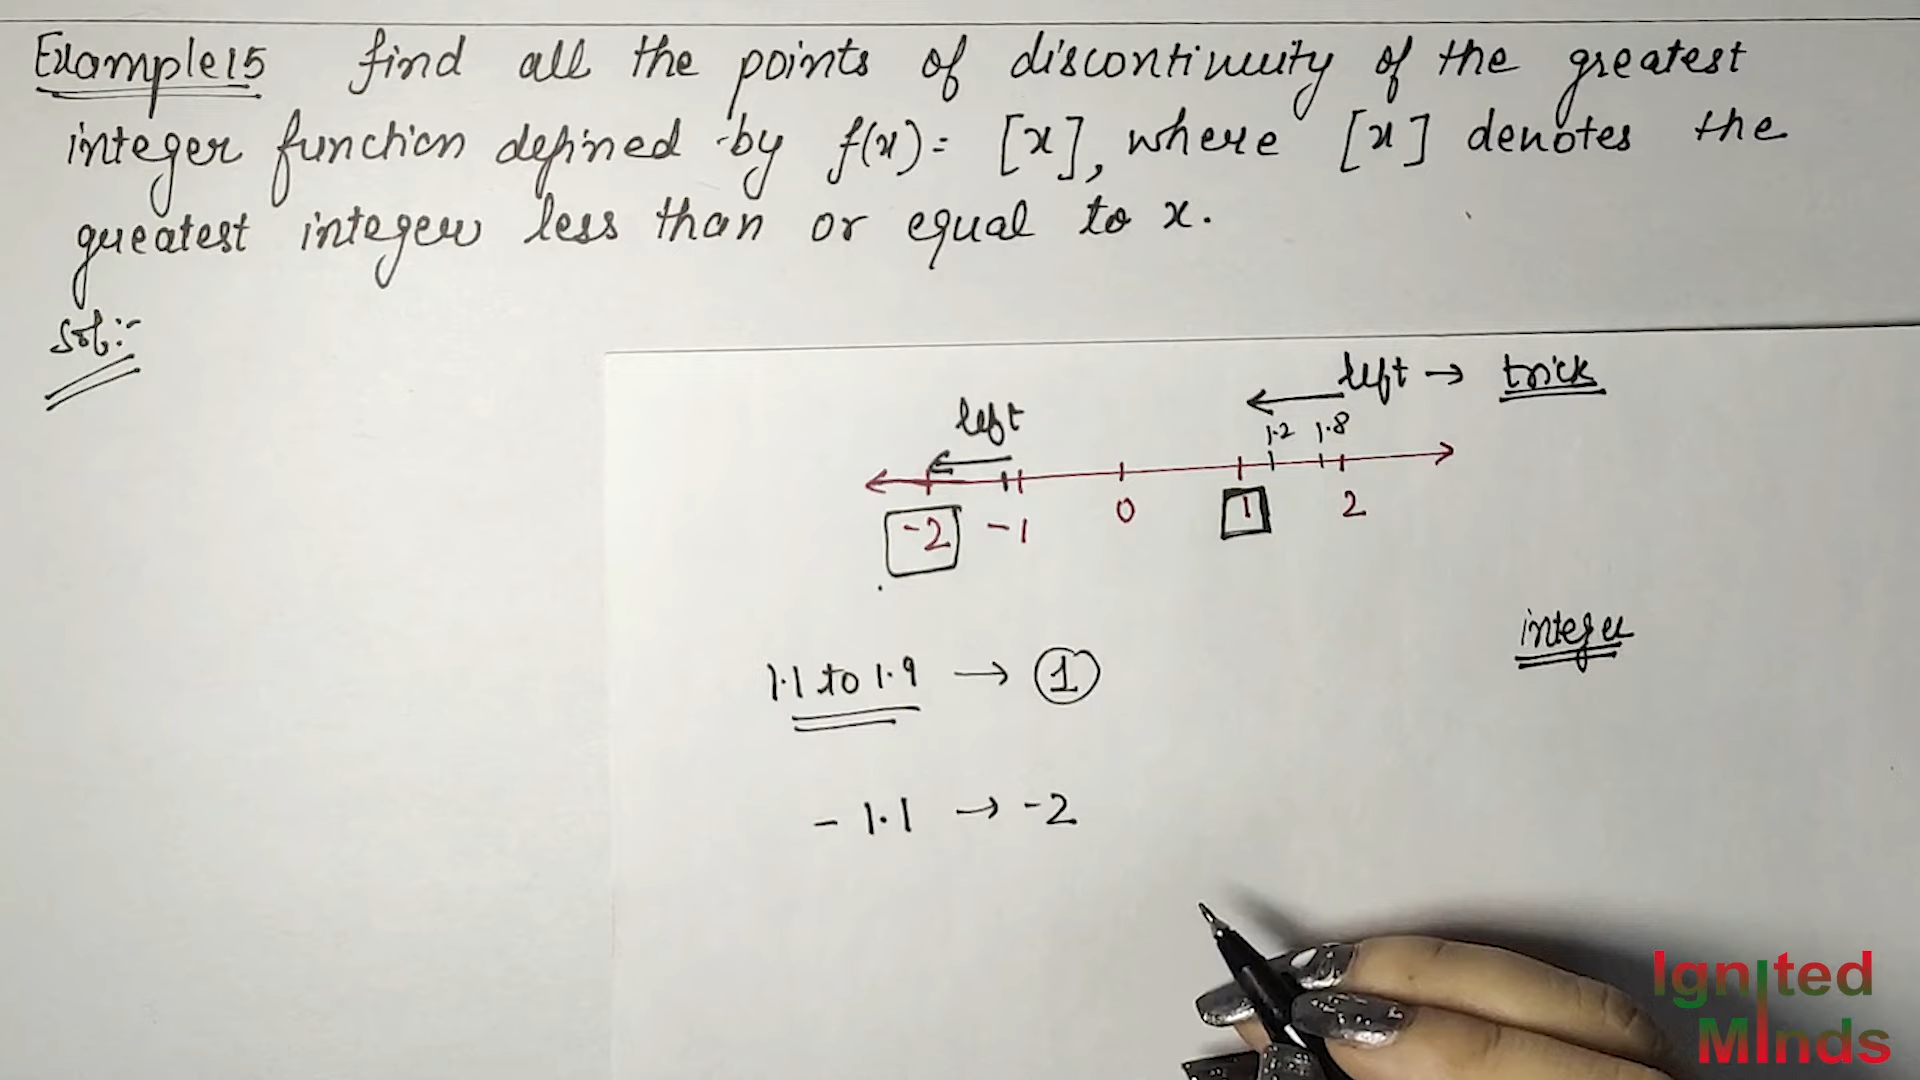 Example 15 find all the points of discontinuity of the greatest
integer function defined by f(x) = [x], where [x] denotes the
greatest integer less than or equal to x.
Sol:-
left → trick
left
1.2 1.8
-2 -1 0 1 2
integer
1.1 to 1.9 → 1
- 1.1 → -2
Ignited
Minds